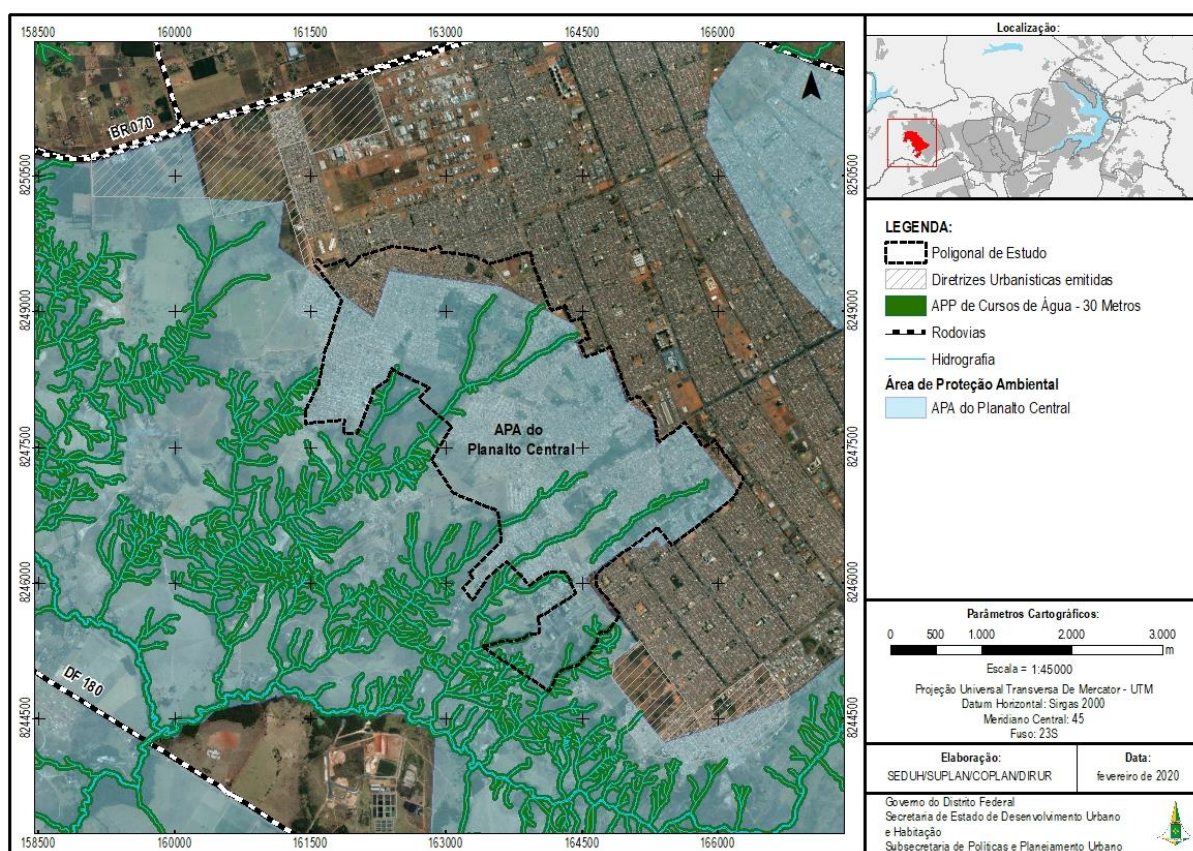 158500 160000 161500 163000 164500 166000
BR 070
8250500
8250500
8249000
8249000
8247500
8247500
8246000
8246000
8244500
8244500
APA do
Planalto Central
DF 180
158500 160000 161500 163000 164500 166000
Localização:
LEGENDA:
Poligonal de Estudo
Diretrizes Urbanísticas emitidas
APP de Cursos de Água - 30 Metros
Rodovias
Hidrografia
Área de Proteção Ambiental
APA do Planalto Central
Parâmetros Cartográficos:
0 500 1.000 2.000 3.000
m
Escala = 1:45000
Projeção Universal Transversa De Mercator - UTM
Datum Horizontal: Sirgas 2000
Meridiano Central: 45
Fuso: 23S
Elaboração:
SEDUH/SUPLAN/COPLAN/DIRUR
Data:
fevereiro de 2020
Governo do Distrito Federal
Secretaria de Estado de Desenvolvimento Urbano
e Habitação
Subsecretaria de Políticas e Planejamento Urbano